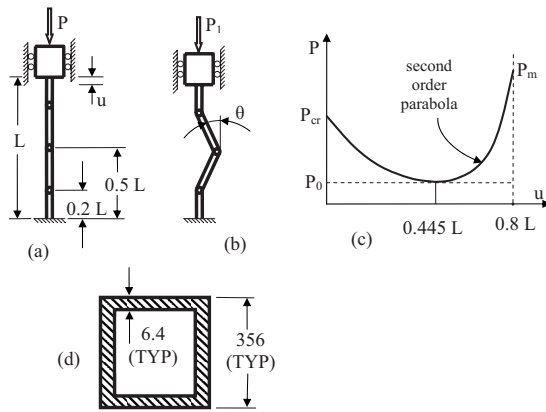 P
u
L
0.5 L
0.2 L
(a)
P1
θ
(b)
P
Pcr
P0
second
order
parabola
Pm
u
0.445 L
0.8 L
(c)
6.4
(TYP)
356
(TYP)
(d)